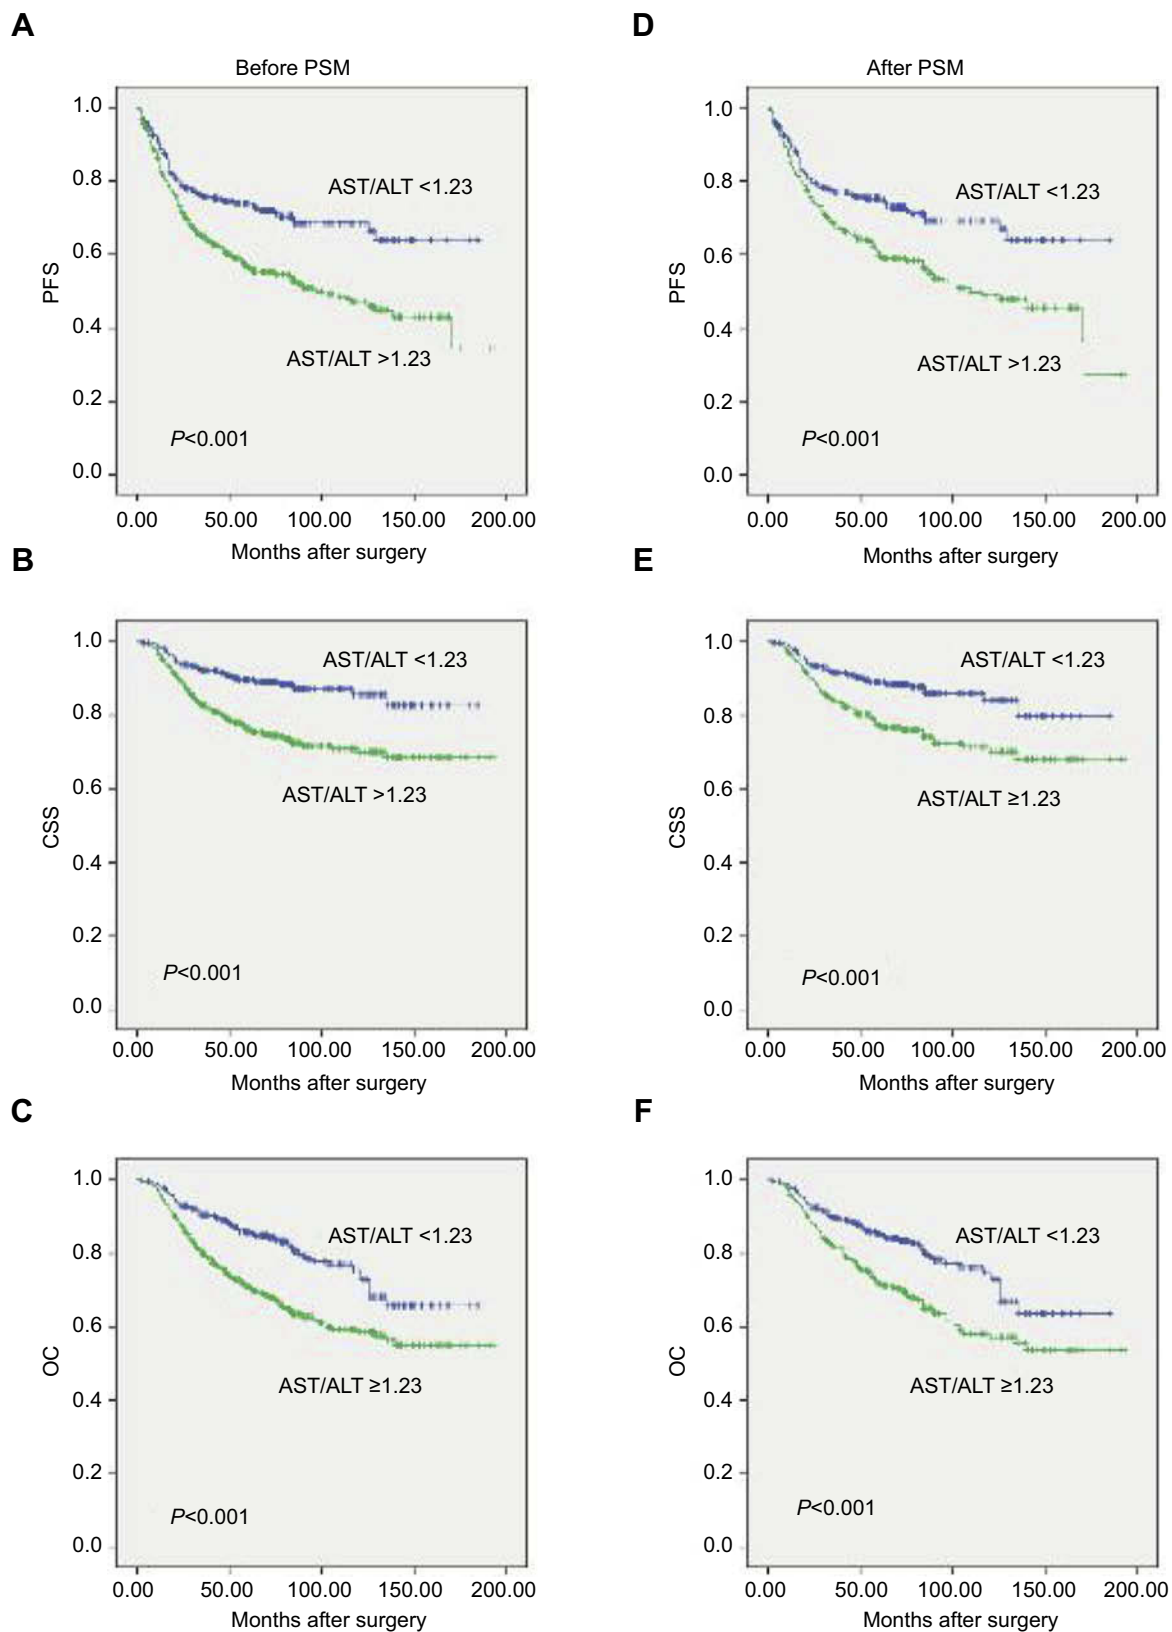 A
Before PSM
PFS
1.0
0.8
0.6
0.4
0.2
0.0
AST/ALT <1.23
AST/ALT >1.23
P<0.001
0.00 50.00 100.00 150.00 200.00
Months after surgery
D
After PSM
PFS
1.0
0.8
0.6
0.4
0.2
0.0
AST/ALT <1.23
AST/ALT >1.23
P<0.001
0.00 50.00 100.00 150.00 200.00
Months after surgery
B
CSS
1.0
0.8
0.6
0.4
0.2
0.0
AST/ALT <1.23
AST/ALT >1.23
P<0.001
0.00 50.00 100.00 150.00 200.00
Months after surgery
E
CSS
1.0
0.8
0.6
0.4
0.2
0.0
AST/ALT <1.23
AST/ALT ≥1.23
P<0.001
0.00 50.00 100.00 150.00 200.00
Months after surgery
C
OC
1.0
0.8
0.6
0.4
0.2
0.0
AST/ALT <1.23
AST/ALT ≥1.23
P<0.001
0.00 50.00 100.00 150.00 200.00
Months after surgery
F
OC
1.0
0.8
0.6
0.4
0.2
0.0
AST/ALT <1.23
AST/ALT ≥1.23
P<0.001
0.00 50.00 100.00 150.00 200.00
Months after surgery